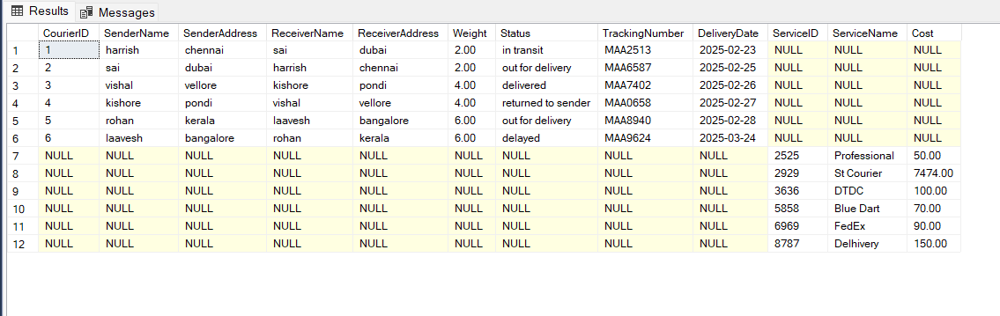 Results Messages
CourierID SenderName SenderAddress ReceiverName ReceiverAddress Weight Status TrackingNumber DeliveryDate ServiceID ServiceName Cost
1 1 harrish chennai sai dubai 2.00 in transit MAA2513 2025-02-23 NULL NULL NULL
2 2 sai dubai harrish chennai 2.00 out for delivery MAA6587 2025-02-25 NULL NULL NULL
3 3 vishal vellore kishore pondi 4.00 delivered MAA7402 2025-02-26 NULL NULL NULL
4 4 kishore pondi vishal vellore 4.00 returned to sender MAA0658 2025-02-27 NULL NULL NULL
5 5 rohan kerala laavesh bangalore 6.00 out for delivery MAA8940 2025-02-28 NULL NULL NULL
6 6 laavesh bangalore rohan kerala 6.00 delayed MAA9624 2025-03-24 NULL NULL NULL
7 NULL NULL NULL NULL NULL NULL NULL NULL NULL 2525 Professional 50.00
8 NULL NULL NULL NULL NULL NULL NULL NULL NULL 2929 St Courier 7474.00
9 NULL NULL NULL NULL NULL NULL NULL NULL NULL 3636 DTDC 100.00
10 NULL NULL NULL NULL NULL NULL NULL NULL NULL 5858 Blue Dart 70.00
11 NULL NULL NULL NULL NULL NULL NULL NULL NULL 6969 FedEx 90.00
12 NULL NULL NULL NULL NULL NULL NULL NULL NULL 8787 Delhivery 150.00